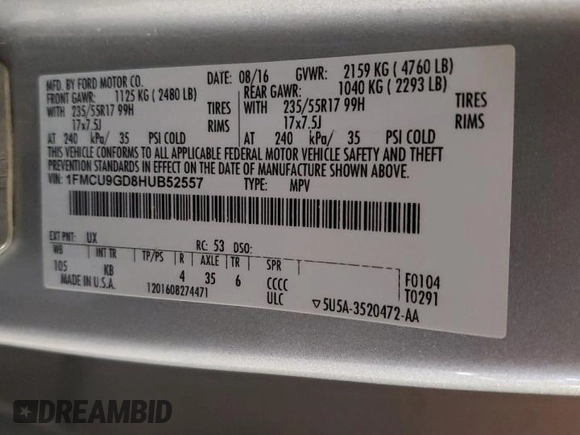 MFD. BY FORD MOTOR CO. DATE: 08/16 GVWR: 2159 KG ( 4760 LB)
FRONT GAWR: 1125 KG ( 2480 LB) REAR GAWR: 1040 KG ( 2293 LB)
WITH 235/55R17 99H TIRES WITH 235/55R17 99H TIRES
17x7.5J RIMS 17x7.5J RIMS
AT 240 kPa/ 35 PSI COLD AT 240 kPa/ 35 PSI COLD
THIS VEHICLE CONFORMS TO ALL APPLICABLE FEDERAL MOTOR VEHICLE SAFETY AND THEFT
PREVENTION STANDARDS IN EFFECT ON THE DATE OF MANUFACTURE SHOWN ABOVE.
VIN: 1FMCU9GD8HUB52557 TYPE: MPV
EXT PNT: UX RC: 53 DSO:
WB INT TR TP/PS R AXLE TR SPR
105 KB 4 35 6 CCCC F0104
MADE IN U.S.A. 1201608274471 ULC T0291
▽5U5A-3520472-AA
DREAMBID